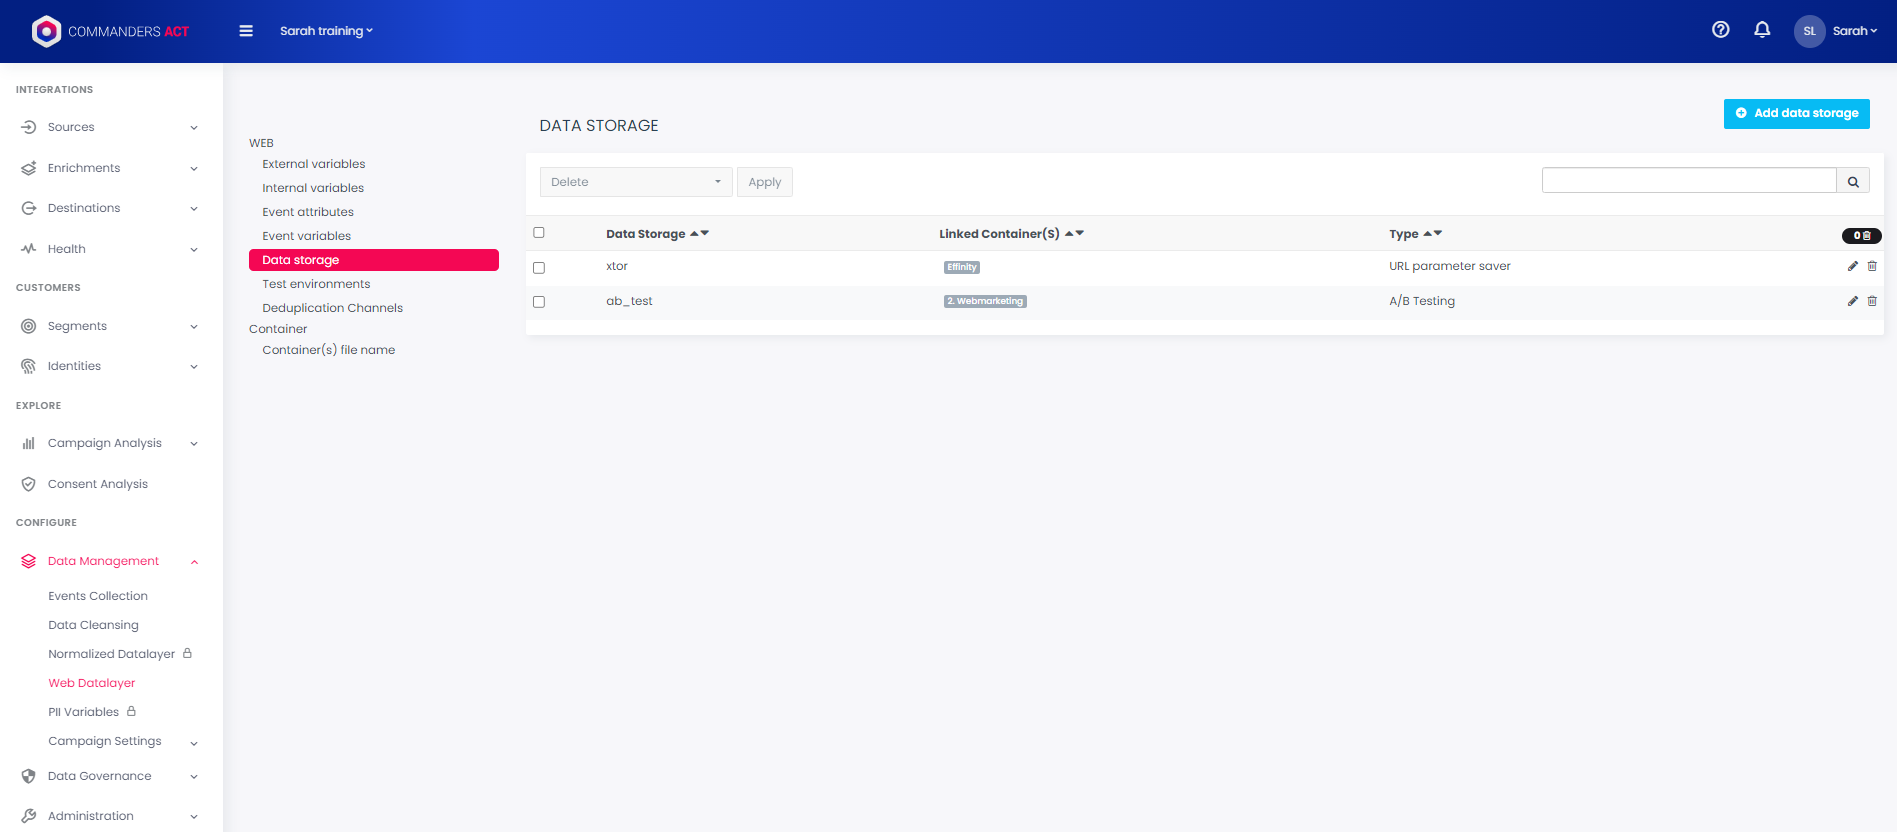 COMMANDERS ACT
Sarah training
SL
Sarah
INTEGRATIONS
Sources
Enrichments
Destinations
Health
CUSTOMERS
Segments
Identities
EXPLORE
Campaign Analysis
Consent Analysis
CONFIGURE
Data Management
Events Collection
Data Cleansing
Normalized Datalayer
Web Datalayer
PII Variables
Campaign Settings
Data Governance
Administration
WEB
External variables
Internal variables
Event attributes
Event variables
Data storage
Test environments
Deduplication Channels
Container
Container(s) file name
DATA STORAGE
Add data storage
Delete
Apply
Data Storage Linked Container(S) Type 0
xtor Effinity URL parameter saver
ab_test 2. Webmarketing A/B Testing